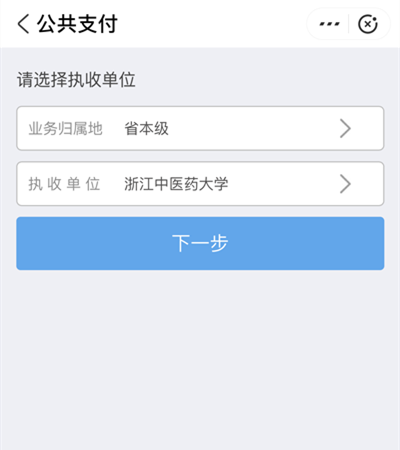 公共支付
请选择执收单位
业务归属地 省本级
执收单位 浙江中医药大学
下一步